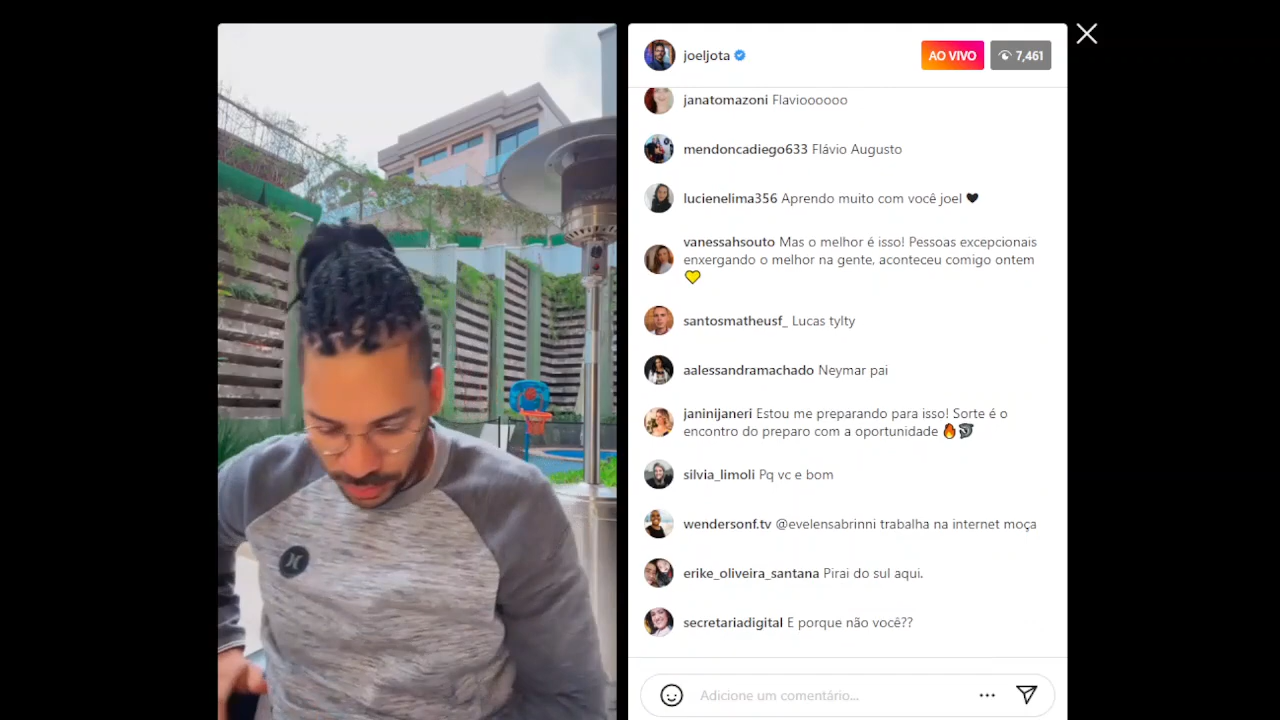 joeljota
AO VIVO
7,461
janatomazoni Flavioooooo
mendoncadiego633 Flávio Augusto
lucienelima356 Aprendo muito com você joel 🖤
vanessahsouto Mas o melhor é isso! Pessoas excepcionais
enxergando o melhor na gente, aconteceu comigo ontem
💛
santosmatheusf_ Lucas tylty
aalessandramachado Neymar pai
janinijaneri Estou me preparando para isso! Sorte é o
encontro do preparo com a oportunidade 🔥🦈
silvia_limoli Pq vc e bom
wendersonf.tv @evelensabrinni trabalha na internet moça
erike_oliveira_santana Pirai do sul aqui.
secretariadigital E porque não você??
Adicione um comentário...